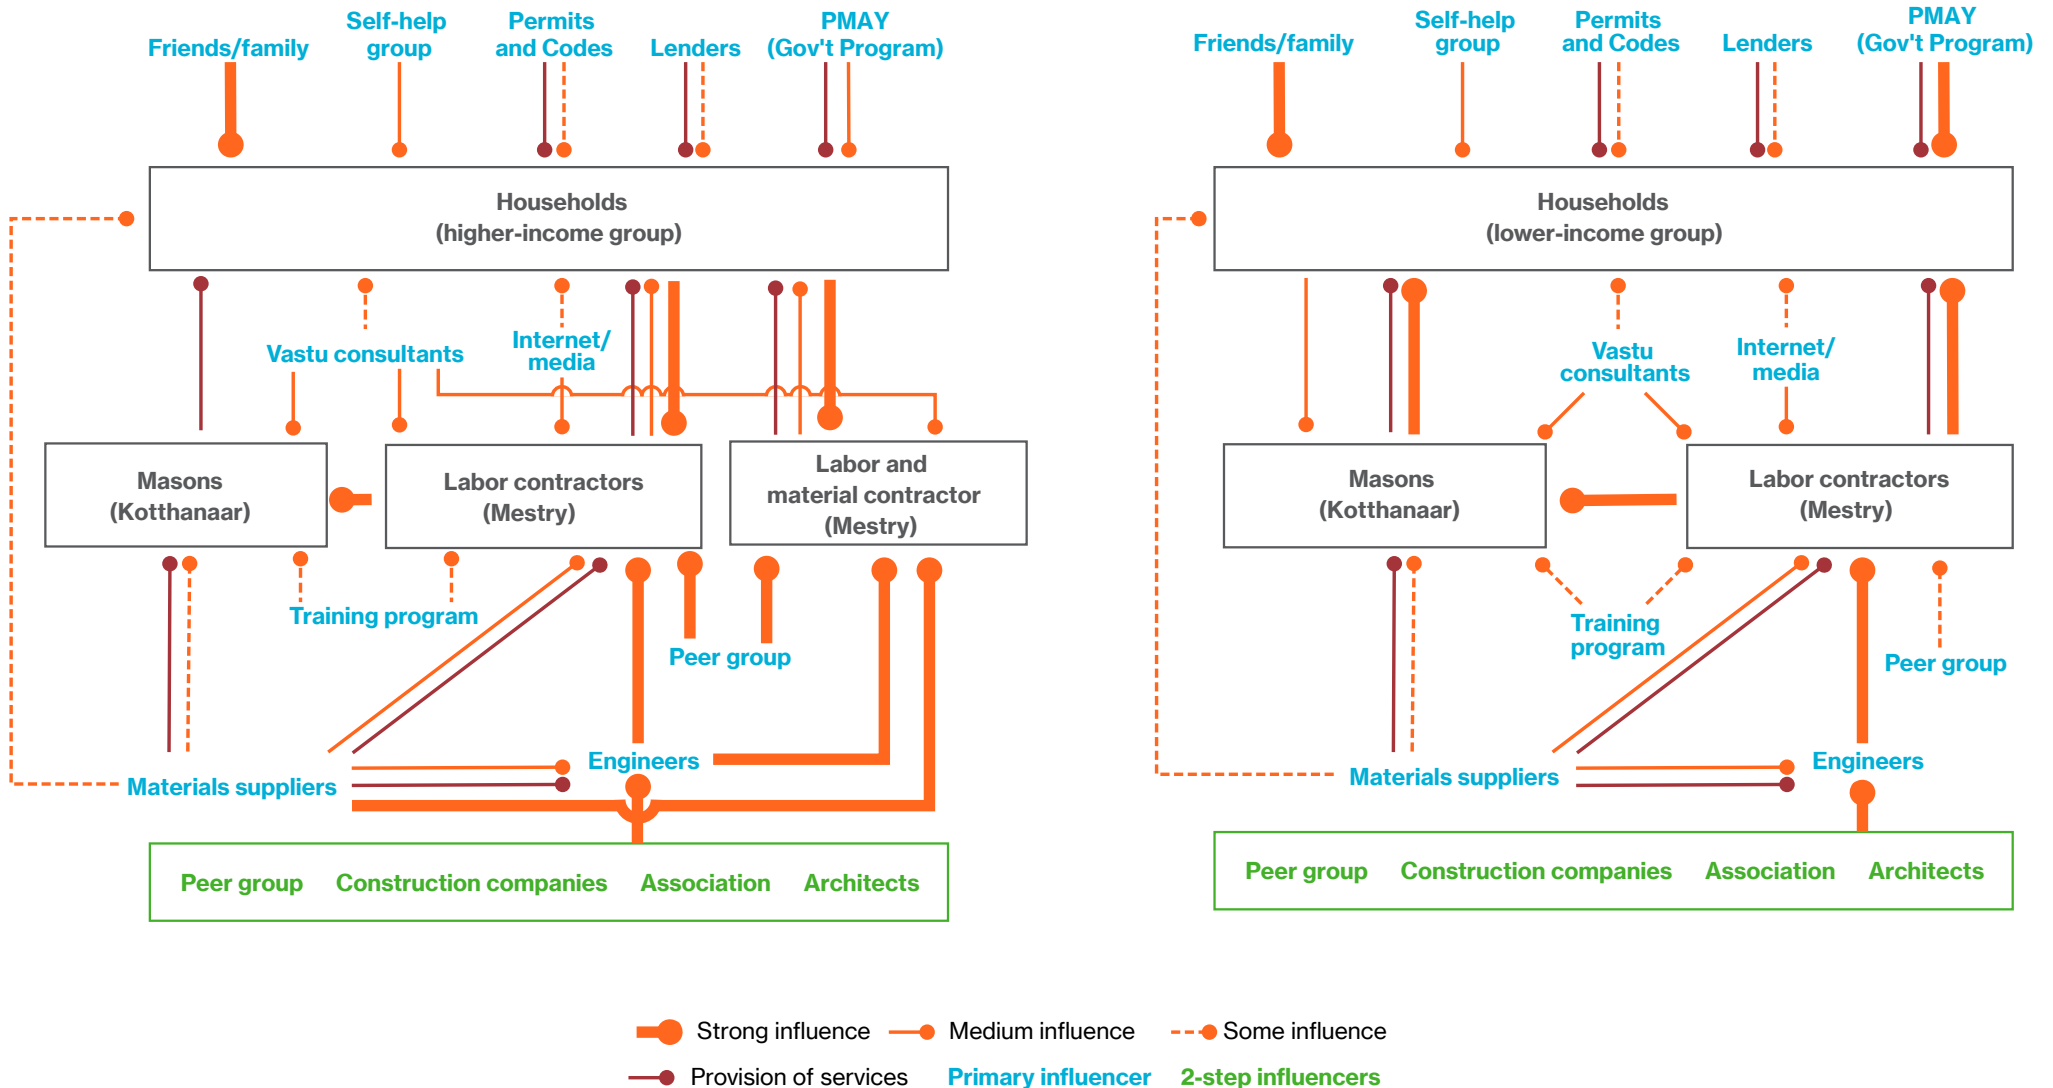 Friends/family
Self-help
group
Permits
and Codes
Lenders
PMAY
(Gov't Program)
Households
(higher-income group)
Vastu consultants
Internet/
media
Masons
(Kotthanaar)
Labor contractors
(Mestry)
Labor and
material contractor
(Mestry)
Training program
Peer group
Engineers
Materials suppliers
Peer group
Construction companies
Association
Architects
Friends/family
Self-help
group
Permits
and Codes
Lenders
PMAY
(Gov't Program)
Households
(lower-income group)
Vastu
consultants
Internet/
media
Masons
(Kotthanaar)
Labor contractors
(Mestry)
Training
program
Peer group
Engineers
Materials suppliers
Peer group
Construction companies
Association
Architects
Strong influence
Medium influence
Some influence
Provision of services
Primary influencer
2-step influencers